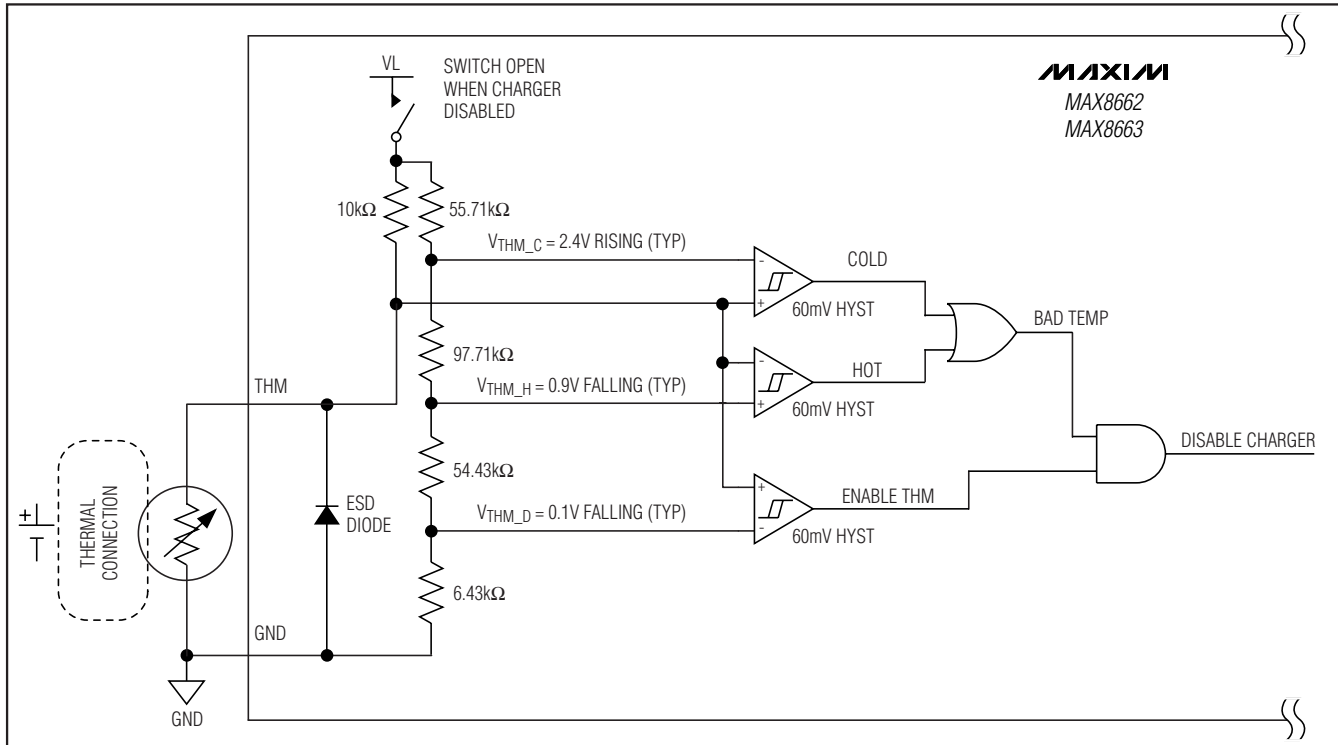 VL
SWITCH OPEN
WHEN CHARGER
DISABLED
MAXIM
MAX8662
MAX8663
10kΩ
55.71kΩ
VTHM_C = 2.4V RISING (TYP)
-
+
COLD
60mV HYST
BAD TEMP
97.71kΩ
THM
VTHM_H = 0.9V FALLING (TYP)
-
+
HOT
60mV HYST
DISABLE CHARGER
54.43kΩ
+
THERMAL
CONNECTION
ESD
DIODE
VTHM_D = 0.1V FALLING (TYP)
+
-
ENABLE THM
60mV HYST
6.43kΩ
GND
GND